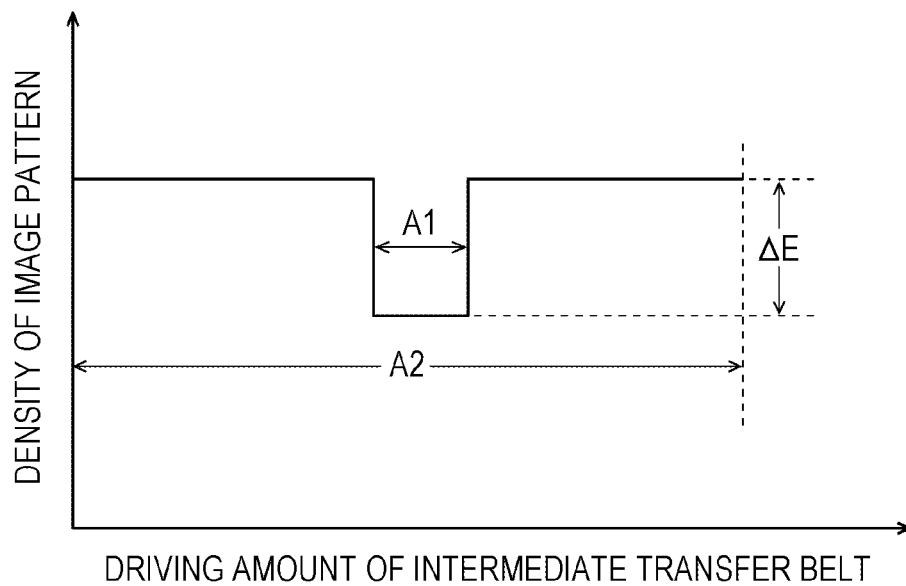 DENSITY OF IMAGE PATTERN
A1
ΔE
A2
DRIVING AMOUNT OF INTERMEDIATE TRANSFER BELT